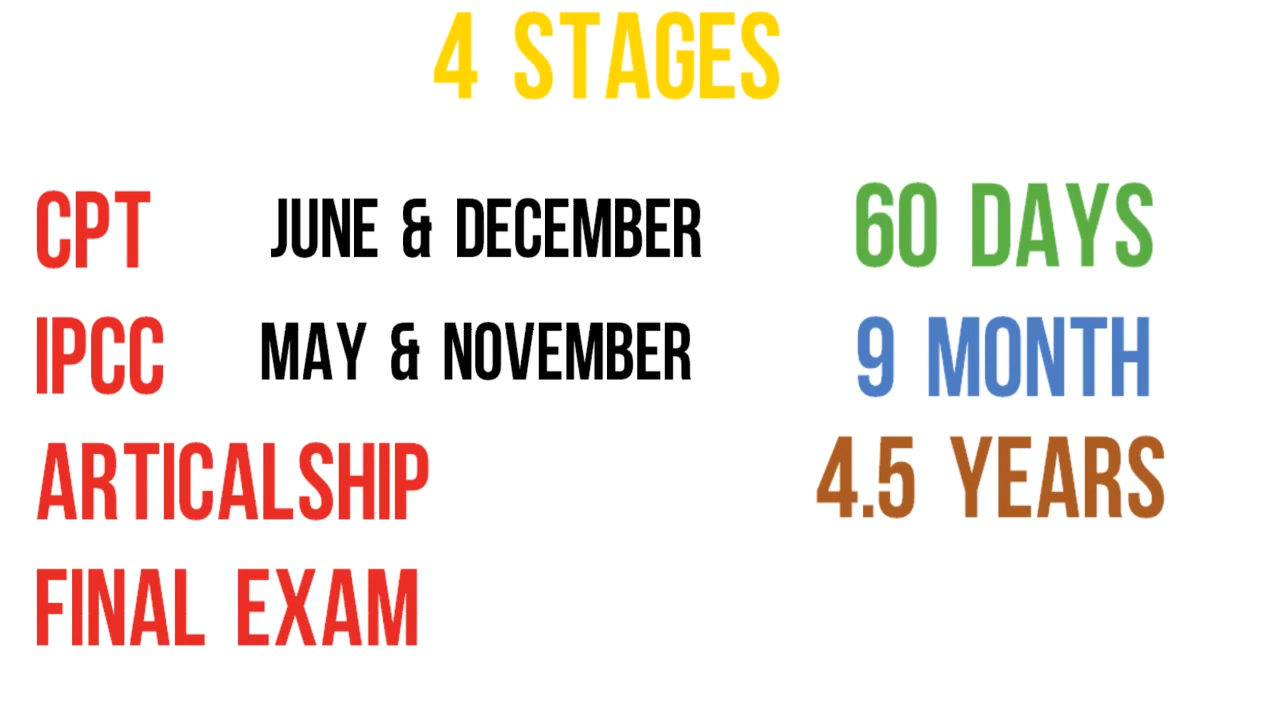 4 STAGES
CPT JUNE & DECEMBER 60 DAYS
IPCC MAY & NOVEMBER 9 MONTH
ARTICALSHIP 4.5 YEARS
FINAL EXAM